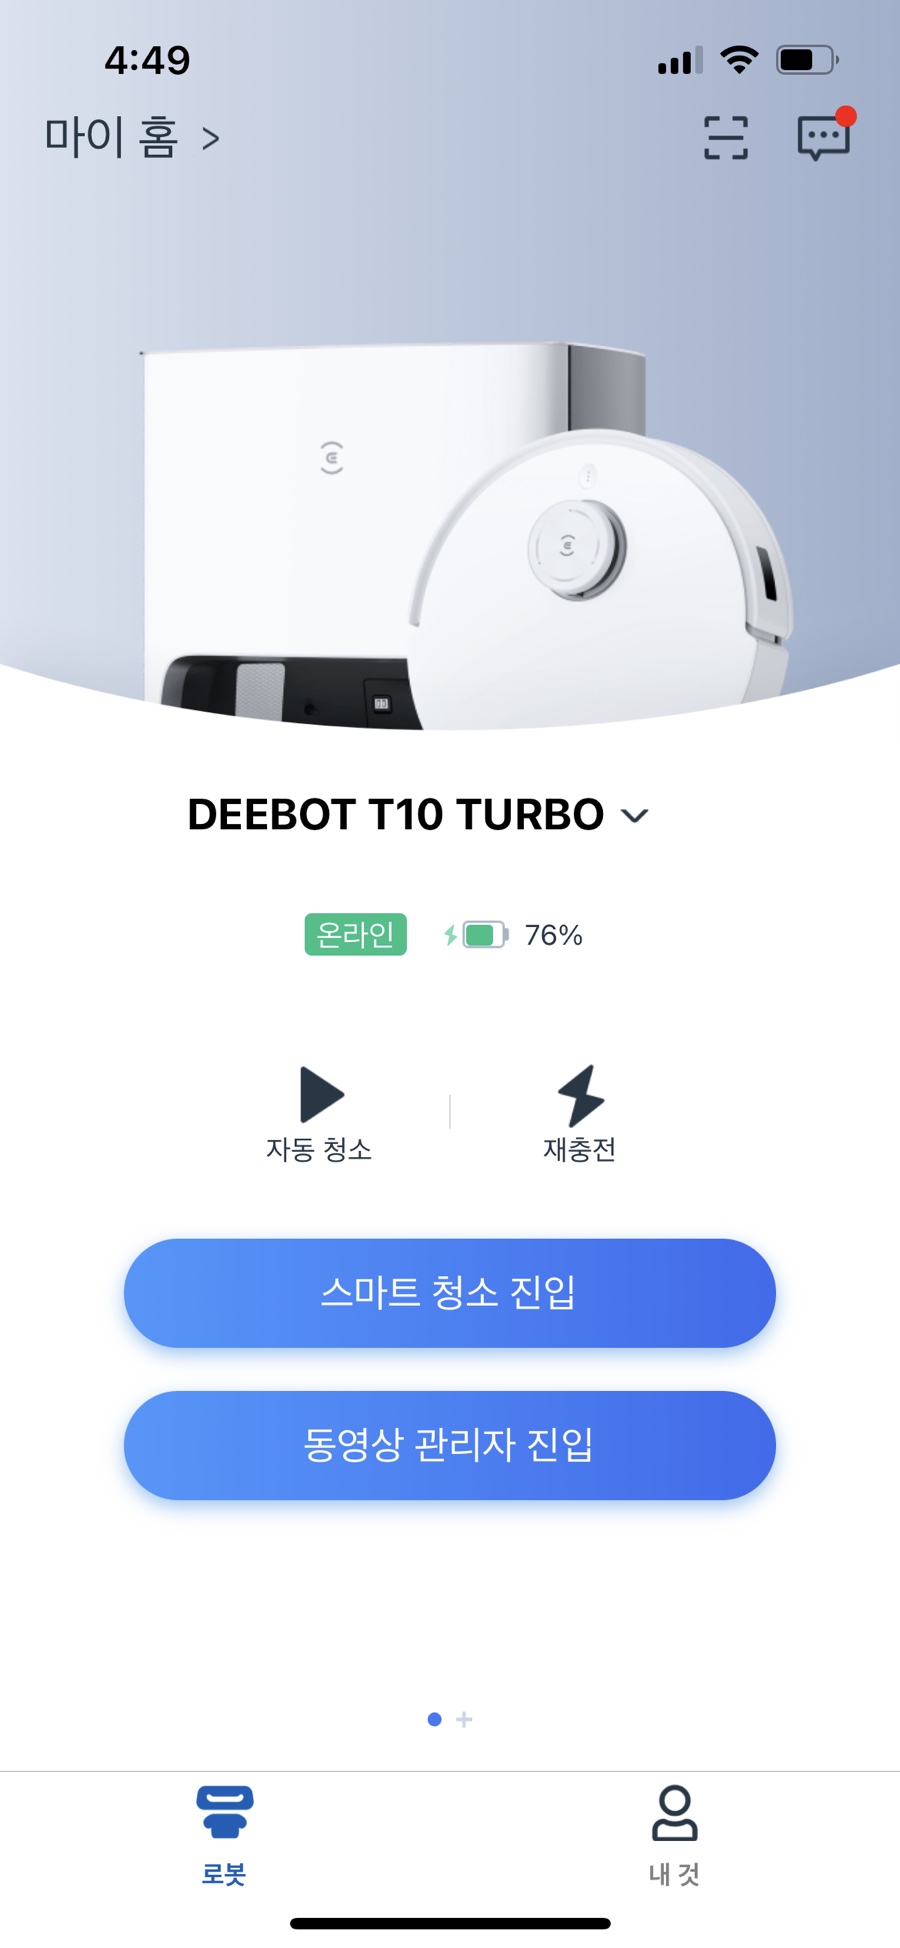 4:49
마이 홈 >
DEEBOT T10 TURBO
온라인 76%
자동 청소 재충전
스마트 청소 진입
동영상 관리자 진입
로봇 내 것